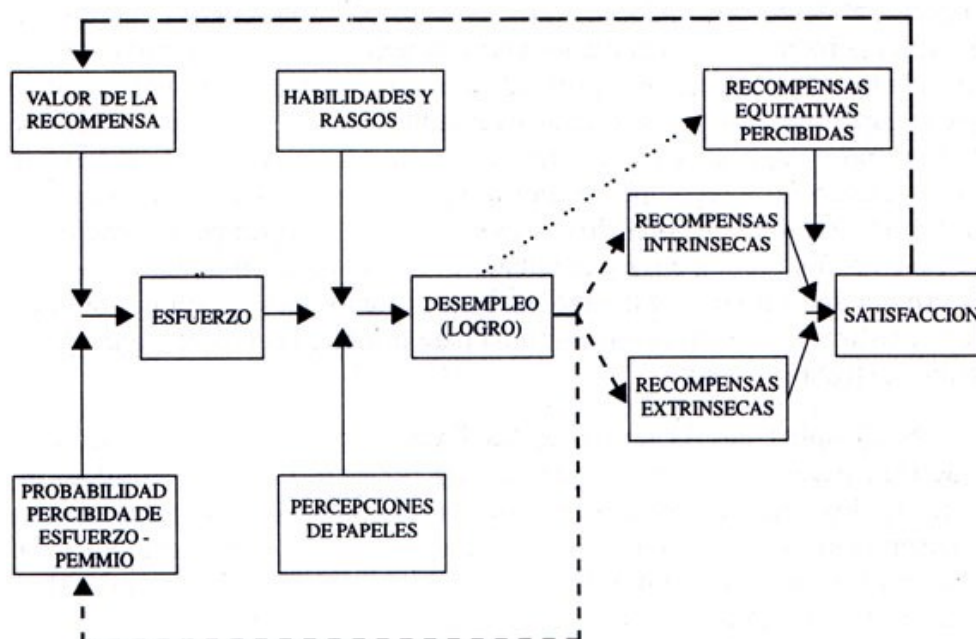 VALOR DE LA
RECOMPENSA
HABILIDADES Y
RASGOS
RECOMPENSAS
EQUITATIVAS
PERCIBIDAS
RECOMPENSAS
INTRINSECAS
ESFUERZO
DESEMPLEO
(LOGRO)
SATISFACCION
RECOMPENSAS
EXTRINSECAS
PROBABILIDAD
PERCIBIDA DE
ESFUERZO -
PEMMIO
PERCEPCIONES
DE PAPELES